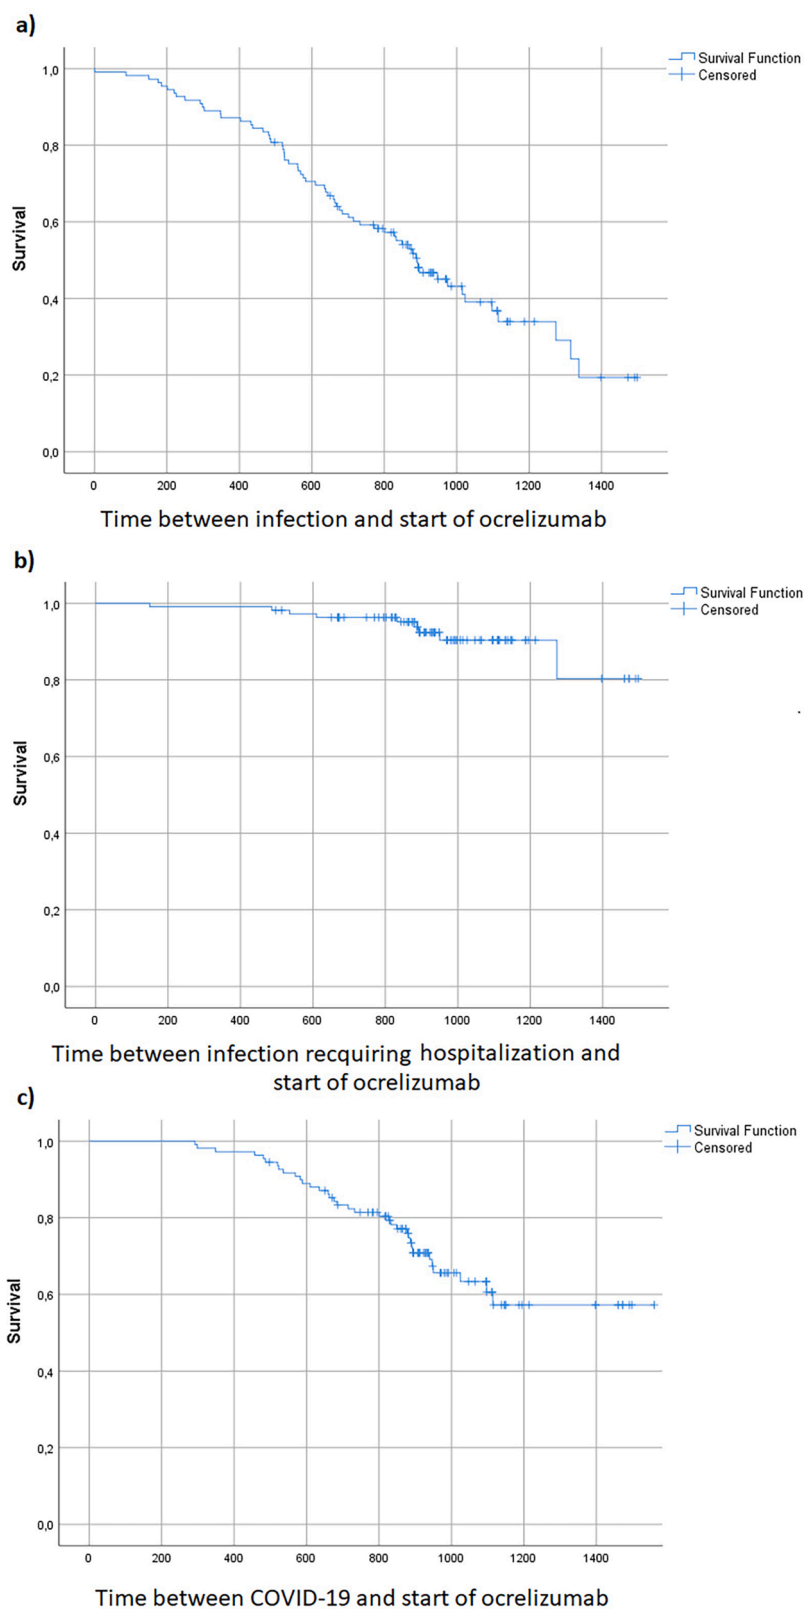 a)
Survival Function
Censored
1,0
0,8
0,6
0,4
0,2
0,0
Survival
0 200 400 600 800 1000 1200 1400
Time between infection and start of ocrelizumab
b)
Survival Function
Censored
1,0
0,8
0,6
0,4
0,2
0,0
Survival
0 200 400 600 800 1000 1200 1400
Time between infection recquiring hospitalization and
start of ocrelizumab
c)
Survival Function
Censored
1,0
0,8
0,6
0,4
0,2
0,0
Survival
0 200 400 600 800 1000 1200 1400
Time between COVID-19 and start of ocrelizumab